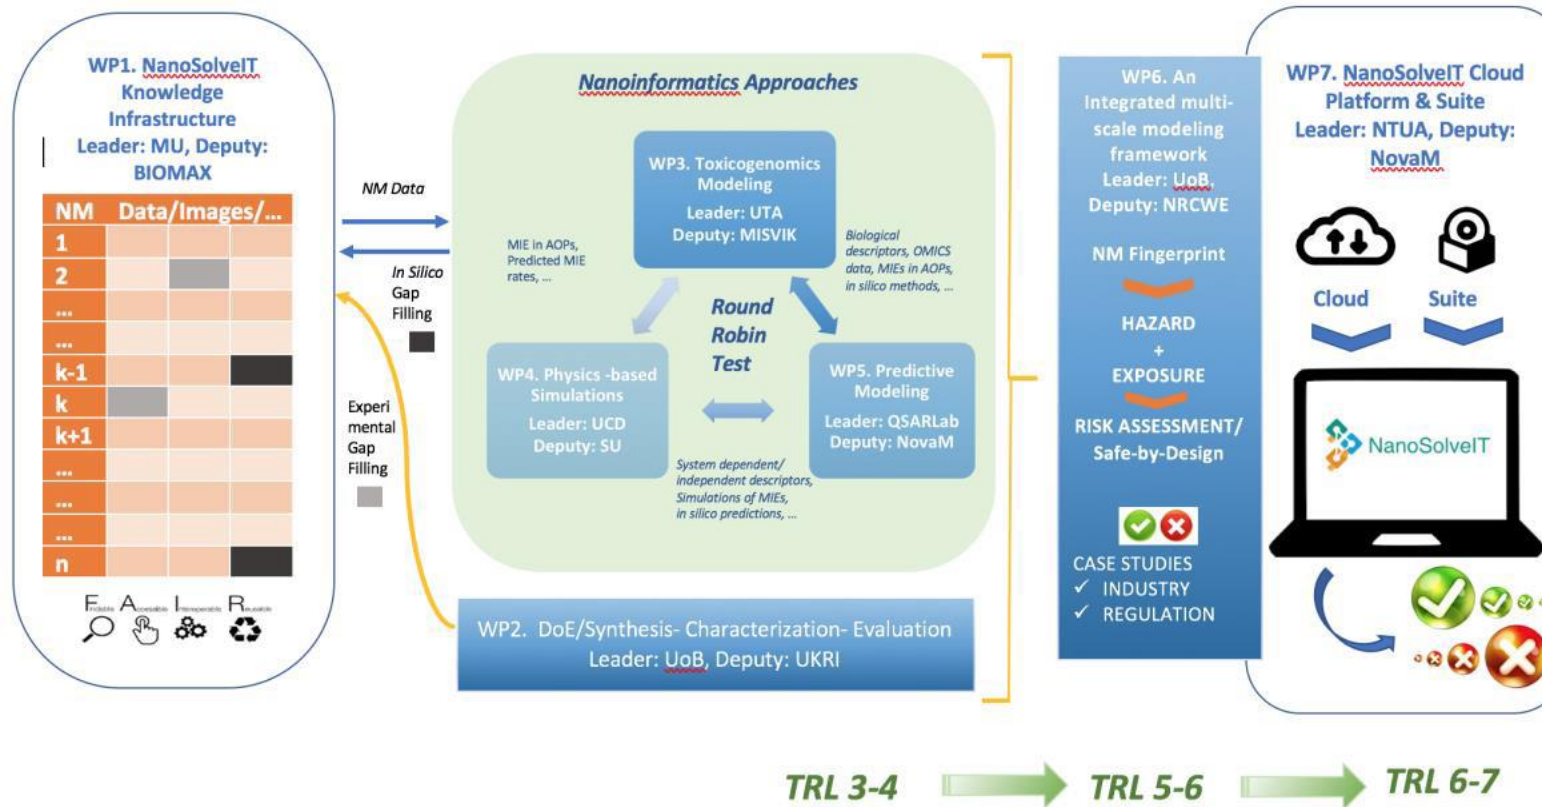 WP1. NanoSolveIT
Knowledge
Infrastructure
Leader: MU, Deputy:
BIOMAX
NM Data/Images/...
1
2
...
...
k-1
k
k+1
...
...
...
n
Findable Accessible Interoperable Reusable
NM Data
In Silico
Gap
Filling
Experi
mental
Gap
Filling
Nanoinformatics Approaches
WP3. Toxicogenomics
Modeling
Leader: UTA
Deputy: MISVIK
MIE in AOPs,
Predicted MIE
rates, ...
Biological
descriptors, OMICS
data, MIEs in AOPs,
in silico methods, ...
Round
Robin
Test
WP4. Physics -based
Simulations
Leader: UCD
Deputy: SU
WP5. Predictive
Modeling
Leader: QSARLab
Deputy: NovaM
System dependent/
independent descriptors,
Simulations of MIEs,
in silico predictions, ...
WP2. DoE/Synthesis- Characterization- Evaluation
Leader: UoB, Deputy: UKRI
WP6. An
Integrated multi-
scale modeling
framework
Leader: UoB,
Deputy: NRCWE
NM Fingerprint
HAZARD
+
EXPOSURE
RISK ASSESSMENT/
Safe-by-Design
CASE STUDIES
✓ INDUSTRY
✓ REGULATION
WP7. NanoSolveIT Cloud
Platform & Suite
Leader: NTUA, Deputy:
NovaM
Cloud Suite
NanoSolveIT
TRL 3-4 TRL 5-6 TRL 6-7